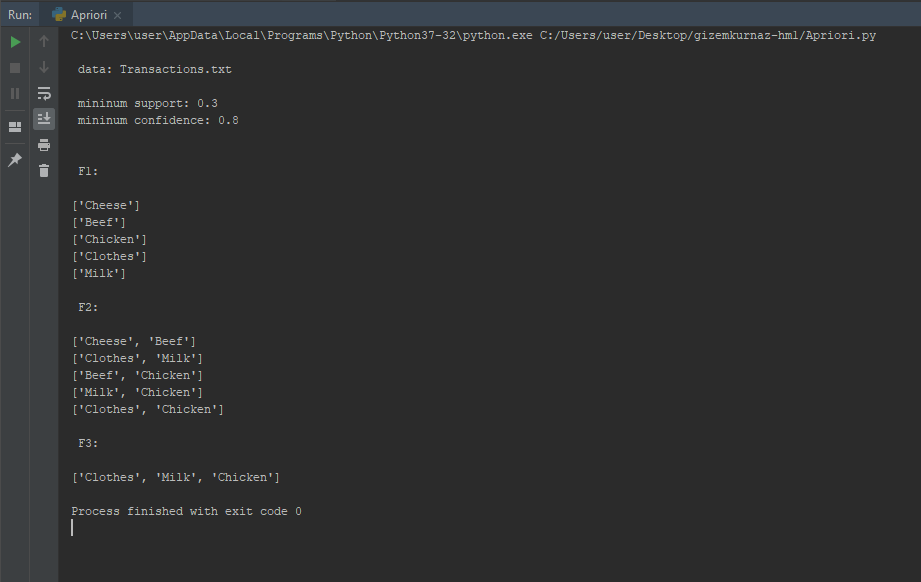 Run: Apriori
C:\Users\user\AppData\Local\Programs\Python\Python37-32\python.exe C:/Users/user/Desktop/gizemkurnaz-hm1/Apriori.py
data: Transactions.txt
mininum support: 0.3
mininum confidence: 0.8
F1:
['Cheese']
['Beef']
['Chicken']
['Clothes']
['Milk']
F2:
['Cheese', 'Beef']
['Clothes', 'Milk']
['Beef', 'Chicken']
['Milk', 'Chicken']
['Clothes', 'Chicken']
F3:
['Clothes', 'Milk', 'Chicken']
Process finished with exit code 0